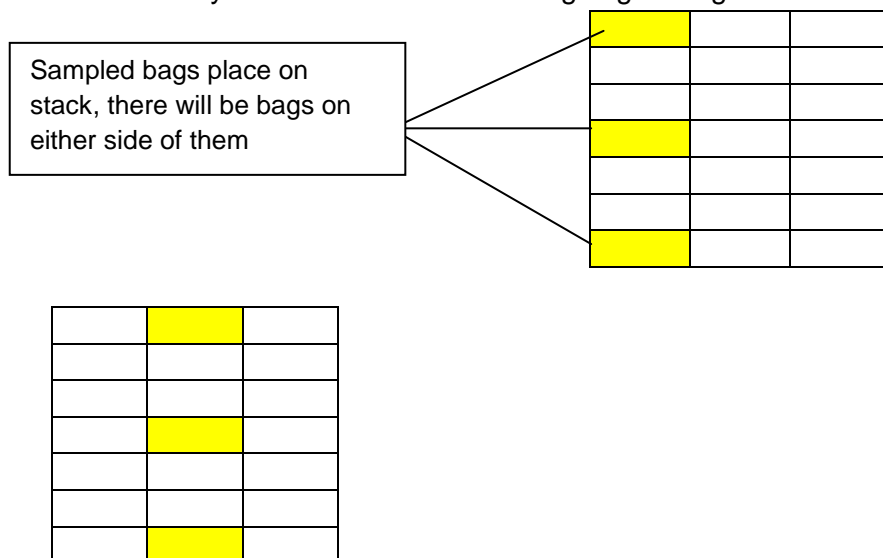 Sampled bags place on
stack, there will be bags on
either side of them